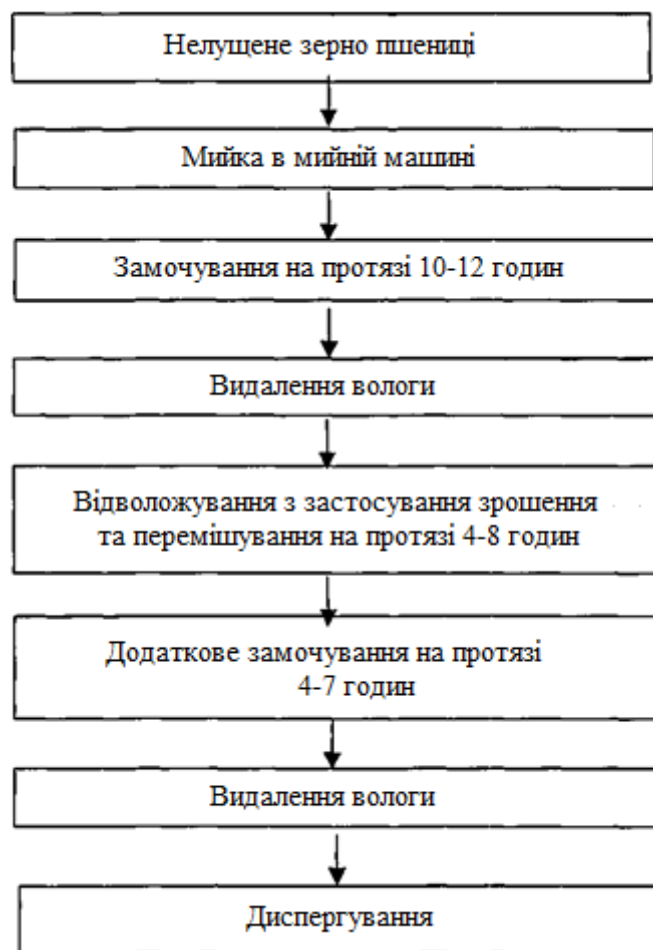 Нелущене зерно пшениці
Мийка в мийній машині
Замочування на протязі 10-12 годин
Видалення вологи
Відволожування з застосування зрошення
та перемішування на протязі 4-8 годин
Додаткове замочування на протязі
4-7 годин
Видалення вологи
Диспергування